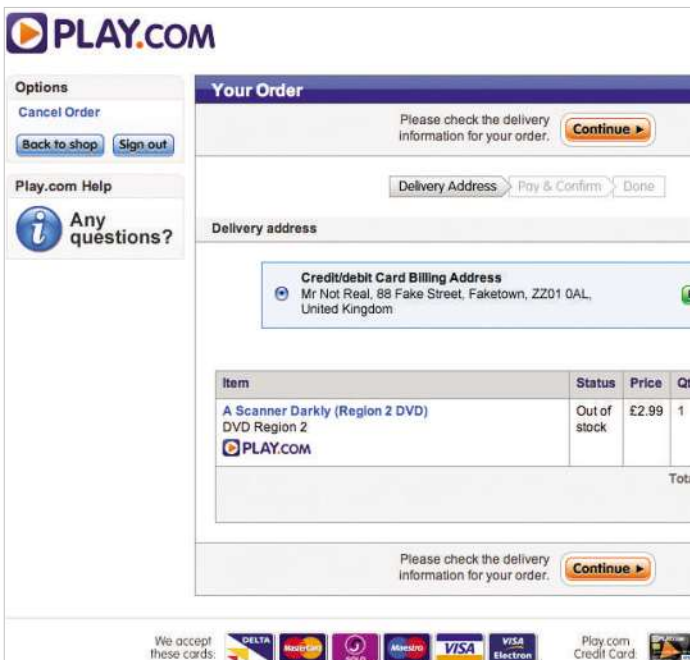 PLAY.COM
Options
Cancel Order
Back to shop Sign out
Play.com Help
Any
questions?
Your Order
Please check the delivery
information for your order.
Continue
Delivery Address Pay & Confirm Done
Delivery address
Credit/debit Card Billing Address
Mr Not Real, 88 Fake Street, Faketown, ZZ01 0AL,
United Kingdom
Item Status Price
A Scanner Darkly (Region 2 DVD) Out of £2.99 1
DVD Region 2 stock
PLAY.COM
Please check the delivery
information for your order.
Continue
We accept
these cards:
DELTA MasterCard SOLO Maestro VISA VISA
Electron
Play.com
Credit Card: